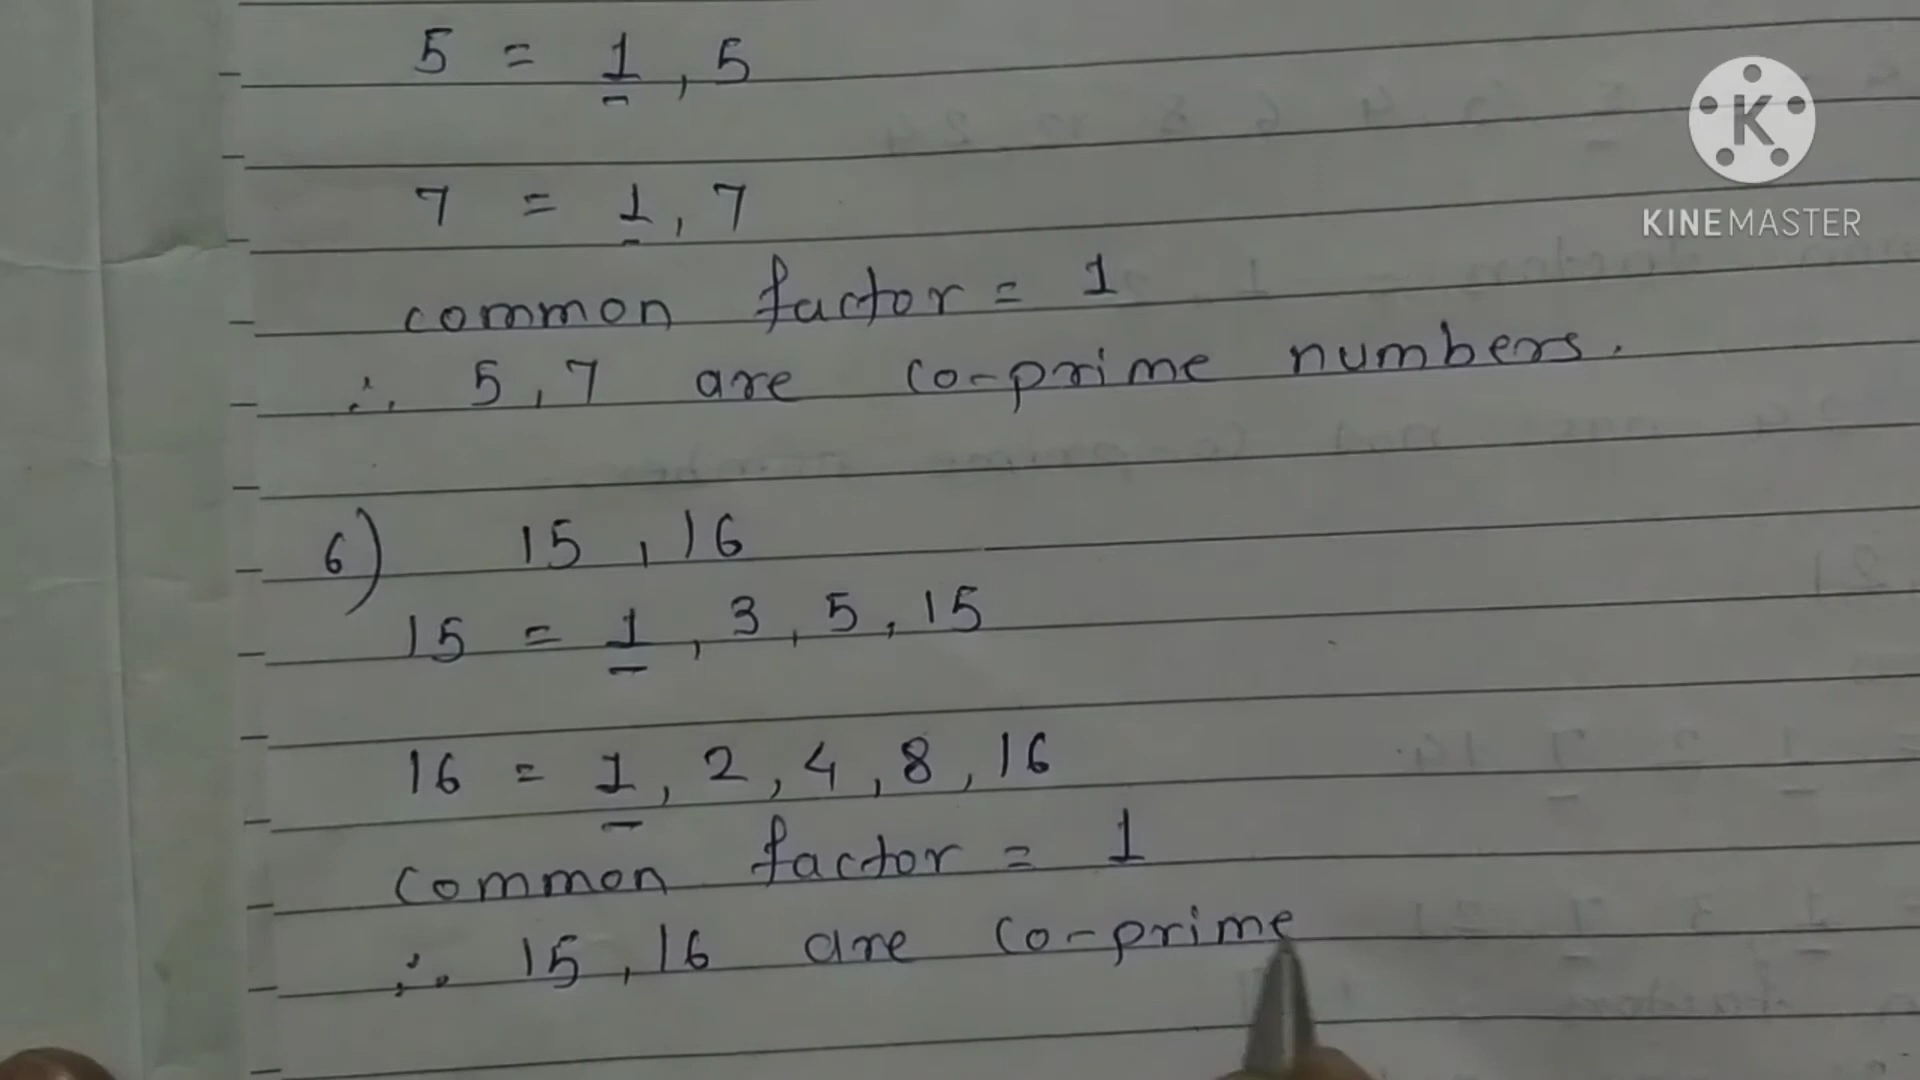 5 = 1, 5
7 = 1, 7
common factor = 1
∴ 5, 7 are co-prime numbers.
6) 15, 16
15 = 1, 3, 5, 15
16 = 1, 2, 4, 8, 16
common factor = 1
∴ 15, 16 are co-prime
K
KINEMASTER